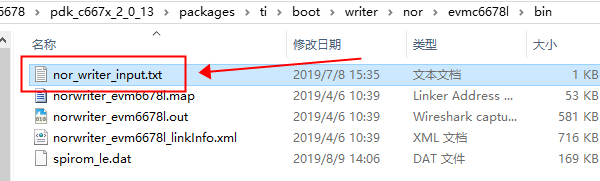 6678 > pdk_c667x_2_0_13 > packages > ti > boot > writer > nor > evmc6678l > bin
名称 修改日期 类型 大小
nor_writer_input.txt 2019/7/8 15:35 文本文档 1 KB
norwriter_evm6678l.map 2019/4/6 10:39 Linker Address ... 53 KB
norwriter_evm6678l.out 2019/4/6 10:39 Wireshark captu... 581 KB
norwriter_evm6678l_linkInfo.xml 2019/4/6 10:39 XML 文档 716 KB
spirom_le.dat 2019/8/9 14:06 DAT 文件 169 KB